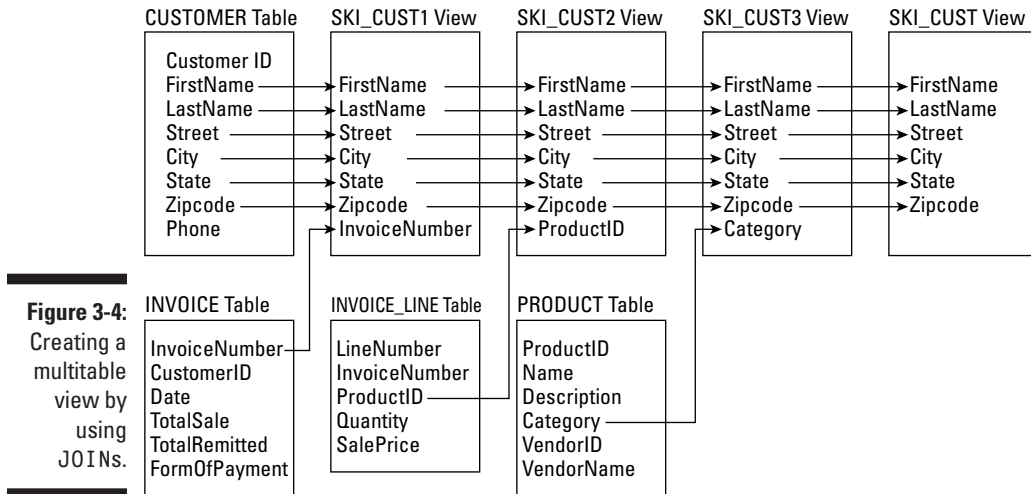 CUSTOMER Table
Customer ID
FirstName
LastName
Street
City
State
Zipcode
Phone
SKI_CUST1 View
FirstName
LastName
Street
City
State
Zipcode
InvoiceNumber
SKI_CUST2 View
FirstName
LastName
Street
City
State
Zipcode
ProductID
SKI_CUST3 View
FirstName
LastName
Street
City
State
Zipcode
Category
SKI_CUST View
FirstName
LastName
Street
City
State
Zipcode
Figure 3-4:
Creating a
multitable
view by
using
JOINs.
INVOICE Table
InvoiceNumber
CustomerID
Date
TotalSale
TotalRemitted
FormOfPayment
INVOICE_LINE Table
LineNumber
InvoiceNumber
ProductID
Quantity
SalePrice
PRODUCT Table
ProductID
Name
Description
Category
VendorID
VendorName